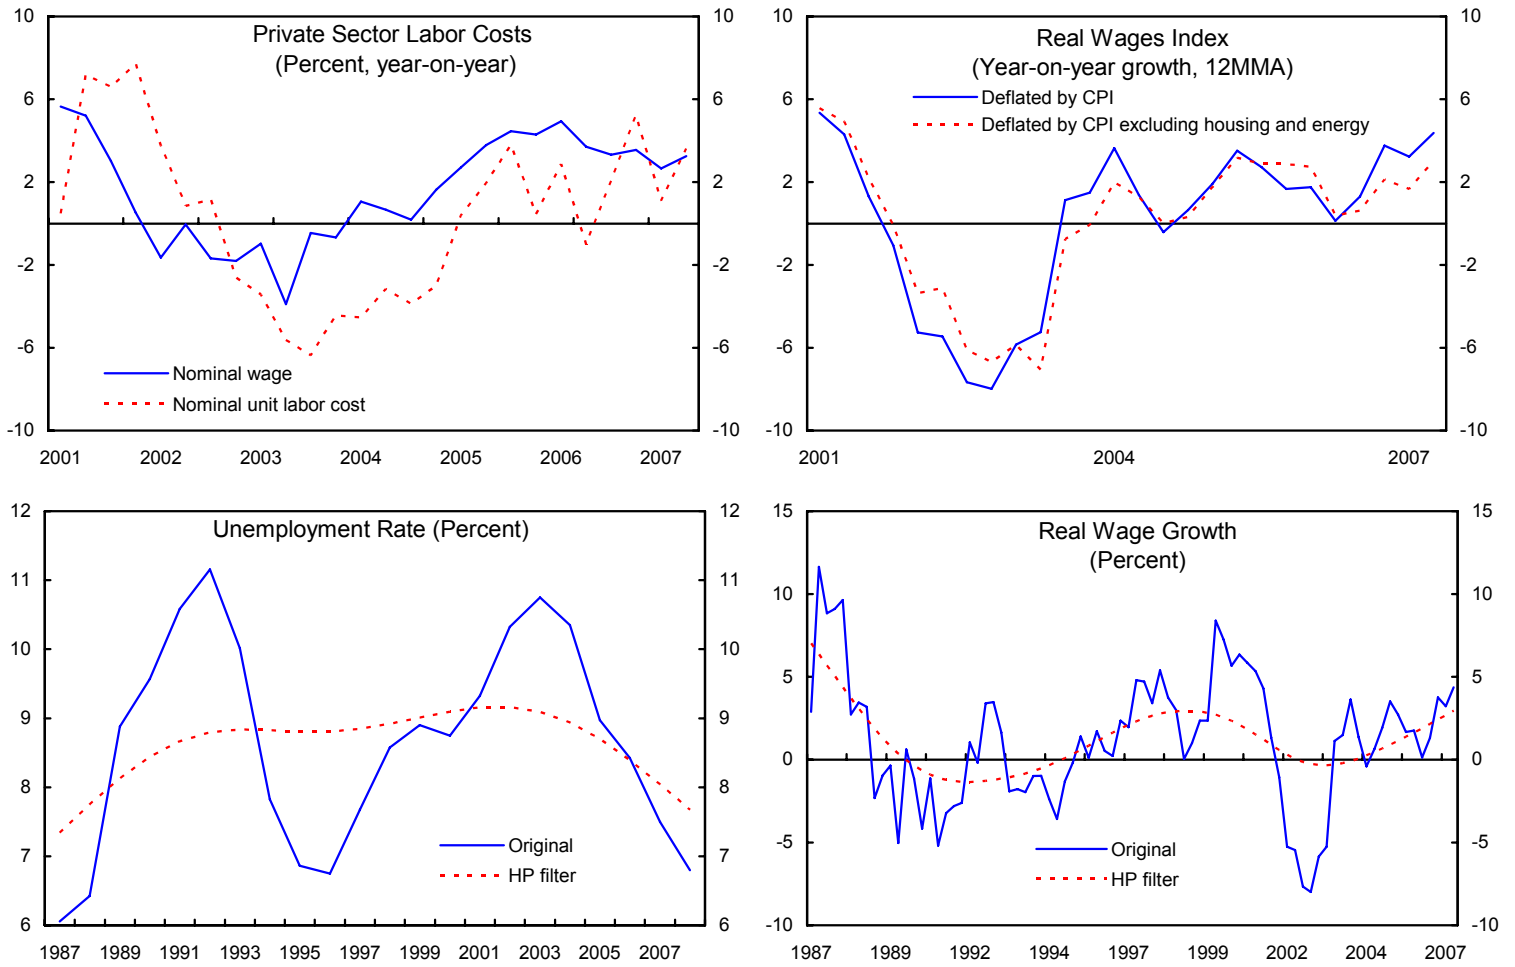 Private Sector Labor Costs
(Percent, year-on-year)
10
6
2
-2
-6
-10
10
6
2
-2
-6
-10
Nominal wage
Nominal unit labor cost
2001 2002 2003 2004 2005 2006 2007
Real Wages Index
(Year-on-year growth, 12MMA)
Deflated by CPI
Deflated by CPI excluding housing and energy
10
6
2
-2
-6
-10
10
6
2
-2
-6
-10
2001 2004 2007
Unemployment Rate (Percent)
12
11
10
9
8
7
6
12
11
10
9
8
7
6
Original
HP filter
1987 1989 1991 1993 1995 1997 1999 2001 2003 2005 2007
Real Wage Growth
(Percent)
15
10
5
0
-5
-10
15
10
5
0
-5
-10
Original
HP filter
1987 1989 1992 1994 1997 1999 2002 2004 2007